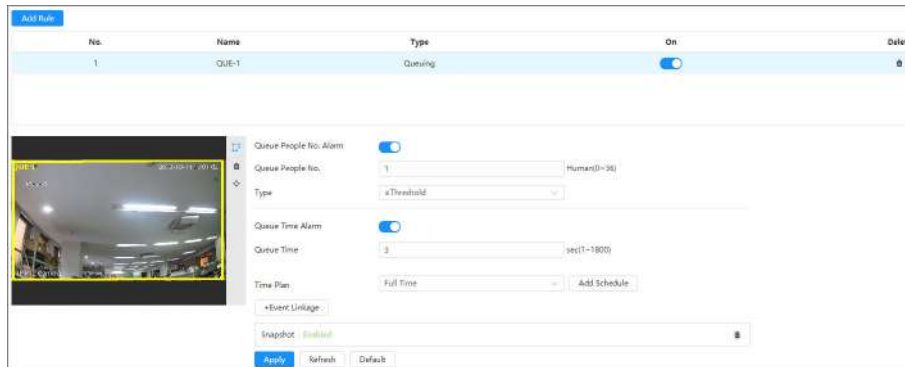 Add Rule
No. Name Type On Delet
1 QUE-1 Queuing
Queue People No. Alarm
Queue People No. 1 Human(0~36)
Type ≤Threshold
Queue Time Alarm
Queue Time 3 sec(1~1800)
Time Plan Full Time Add Schedule
+Event Linkage
Snapshot Enabled
Apply Refresh Default